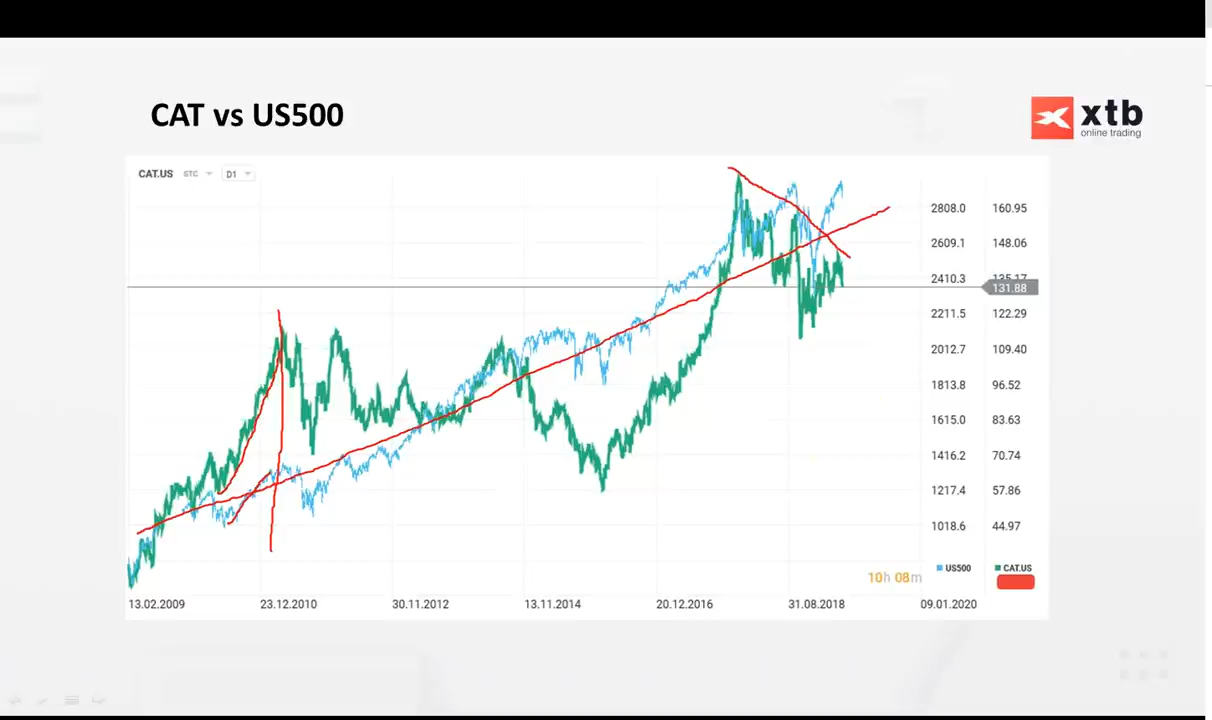 CAT vs US500
xtb
online trading
CAT.US STC D1
2808.0 160.95
2609.1 148.06
2410.3 135.17
131.88
2211.5 122.29
2012.7 109.40
1813.8 96.52
1615.0 83.63
1416.2 70.74
1217.4 57.86
1018.6 44.97
US500 CAT.US
10h 08m
13.02.2009 23.12.2010 30.11.2012 13.11.2014 20.12.2016 31.08.2018 09.01.2020